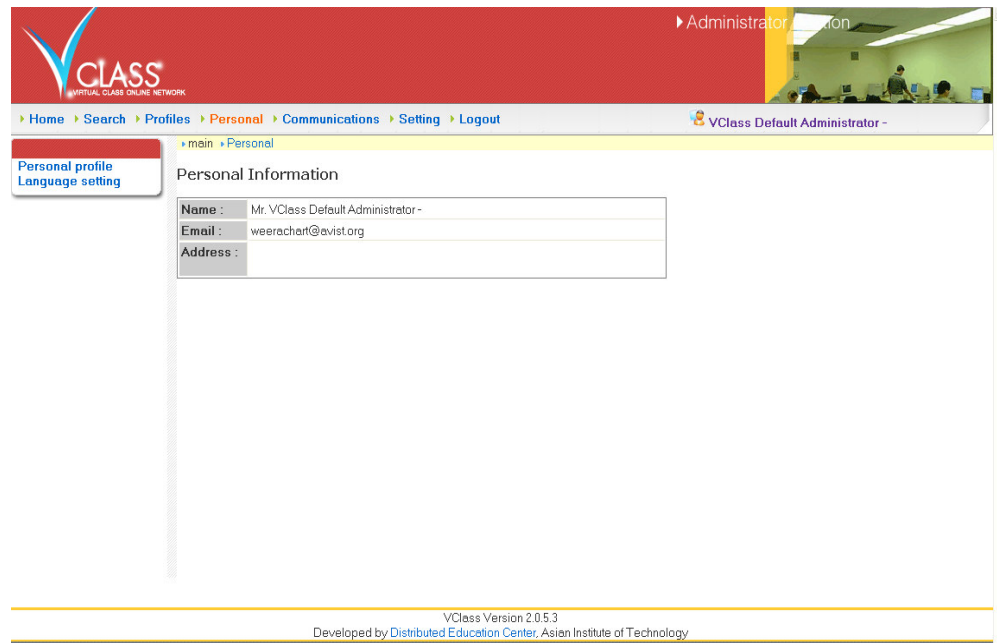 Administrator Section
VCLASS
VIRTUAL CLASS ONLINE NETWORK
Home Search Profiles Personal Communications Setting Logout
VClass Default Administrator -
main Personal
Personal profile
Language setting
Personal Information
Name : Mr. VClass Default Administrator -
Email : weerachart@avist.org
Address :
VClass Version 2.0.5.3
Developed by Distributed Education Center, Asian Institute of Technology